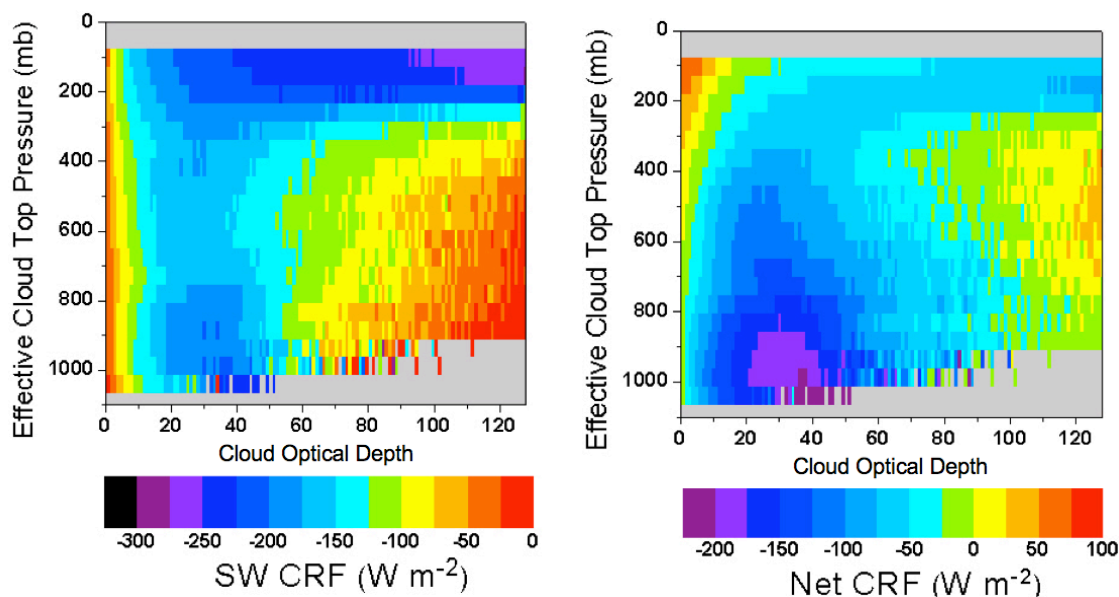 Effective Cloud Top Pressure (mb)
0
200
400
600
800
1000
0 20 40 60 80 100 120
Cloud Optical Depth
-300 -250 -200 -150 -100 -50 0
SW CRF (W m-2)
Effective Cloud Top Pressure (mb)
0
200
400
600
800
1000
0 20 40 60 80 100 120
Cloud Optical Depth
-200 -150 -100 -50 0 50 100
Net CRF (W m-2)